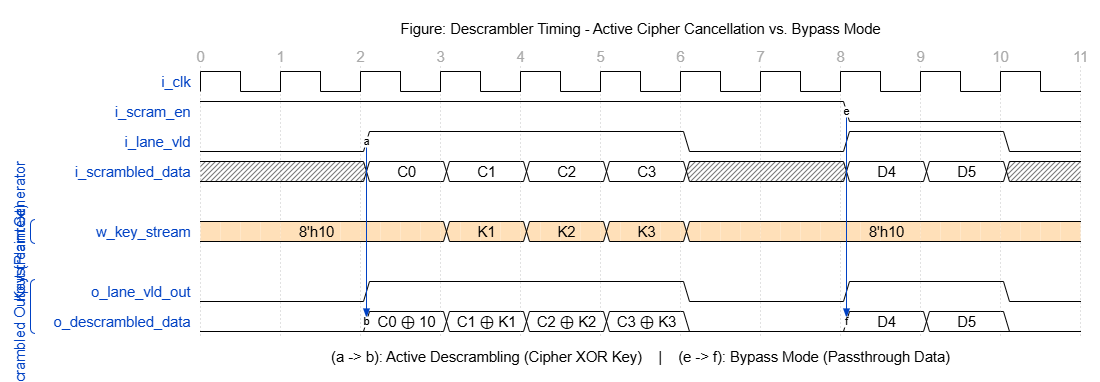 Figure: Descrambler Timing - Active Cipher Cancellation vs. Bypass Mode
0 1 2 3 4 5 6 7 8 9 10 11
i_clk
i_scram_en e
i_lane_vld a
i_scrambled_data C0 C1 C2 C3 D4 D5
w_key_stream 8'h10 K1 K2 K3 8'h10
o_lane_vld_out
o_descrambled_data b C0 ⊕ 10 C1 ⊕ K1 C2 ⊕ K2 C3 ⊕ K3 f D4 D5
(a -> b): Active Descrambling (Cipher XOR Key) | (e -> f): Bypass Mode (Passthrough Data)